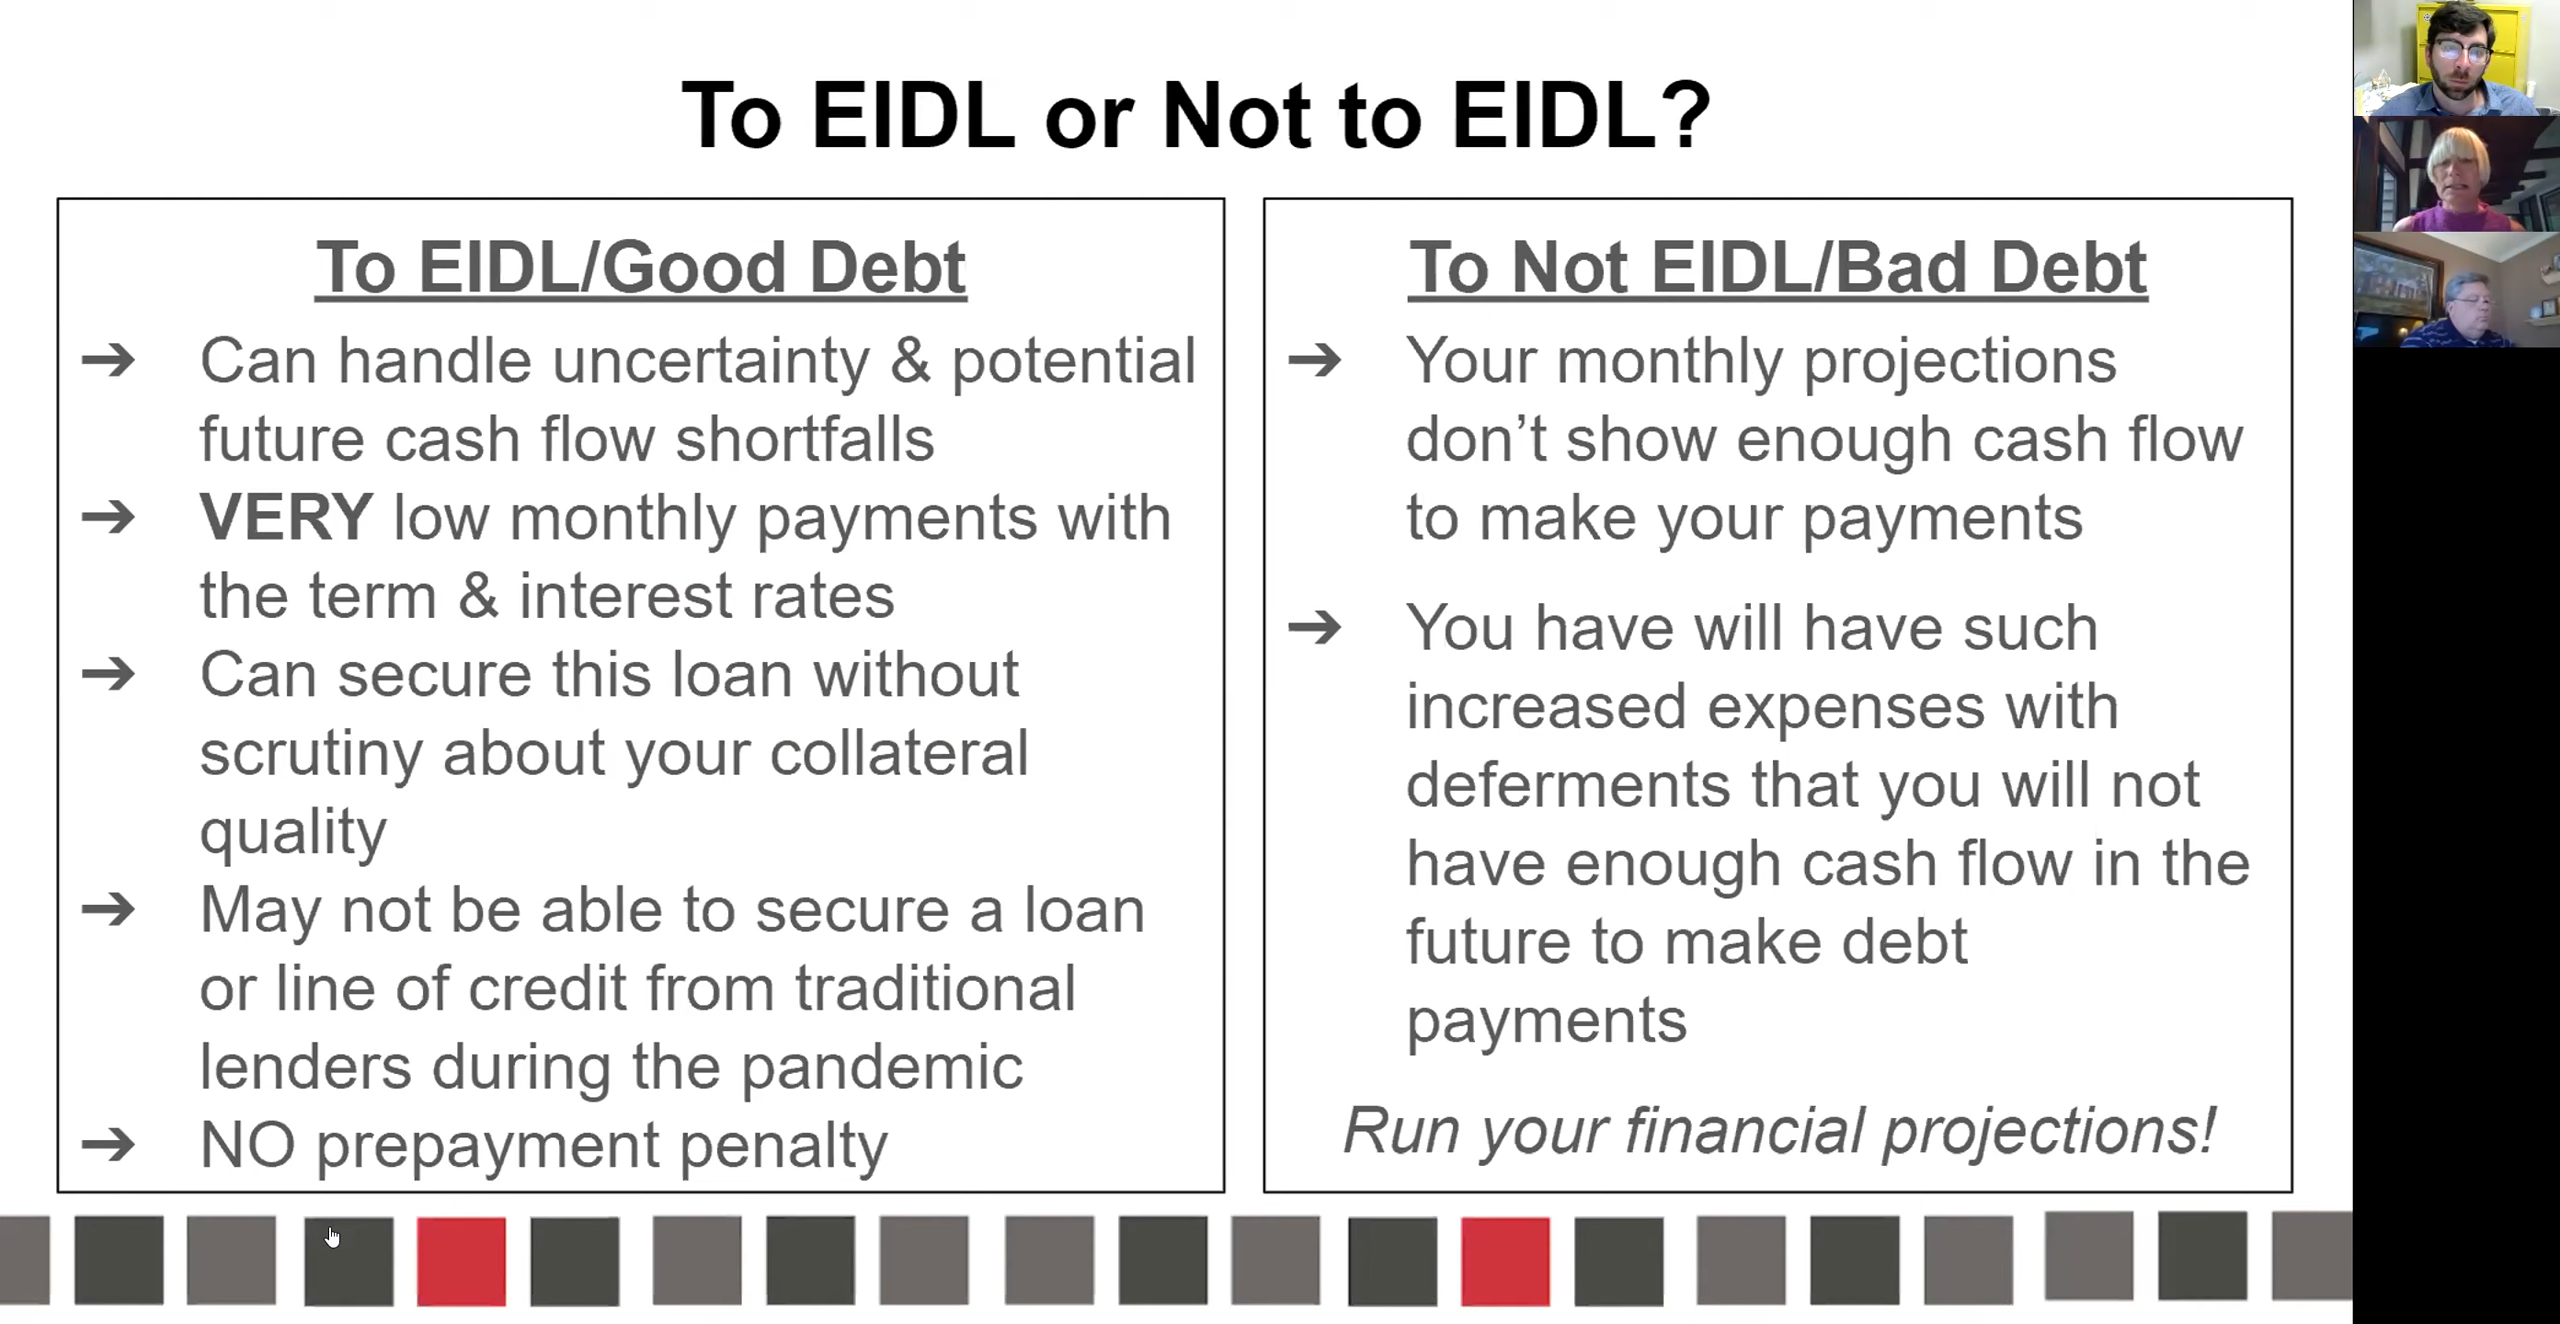 To EIDL or Not to EIDL?
To EIDL/Good Debt
➔ Can handle uncertainty & potential
future cash flow shortfalls
➔ VERY low monthly payments with
the term & interest rates
➔ Can secure this loan without
scrutiny about your collateral
quality
➔ May not be able to secure a loan
or line of credit from traditional
lenders during the pandemic
➔ NO prepayment penalty
To Not EIDL/Bad Debt
➔ Your monthly projections
don’t show enough cash flow
to make your payments
➔ You have will have such
increased expenses with
deferments that you will not
have enough cash flow in the
future to make debt
payments
Run your financial projections!